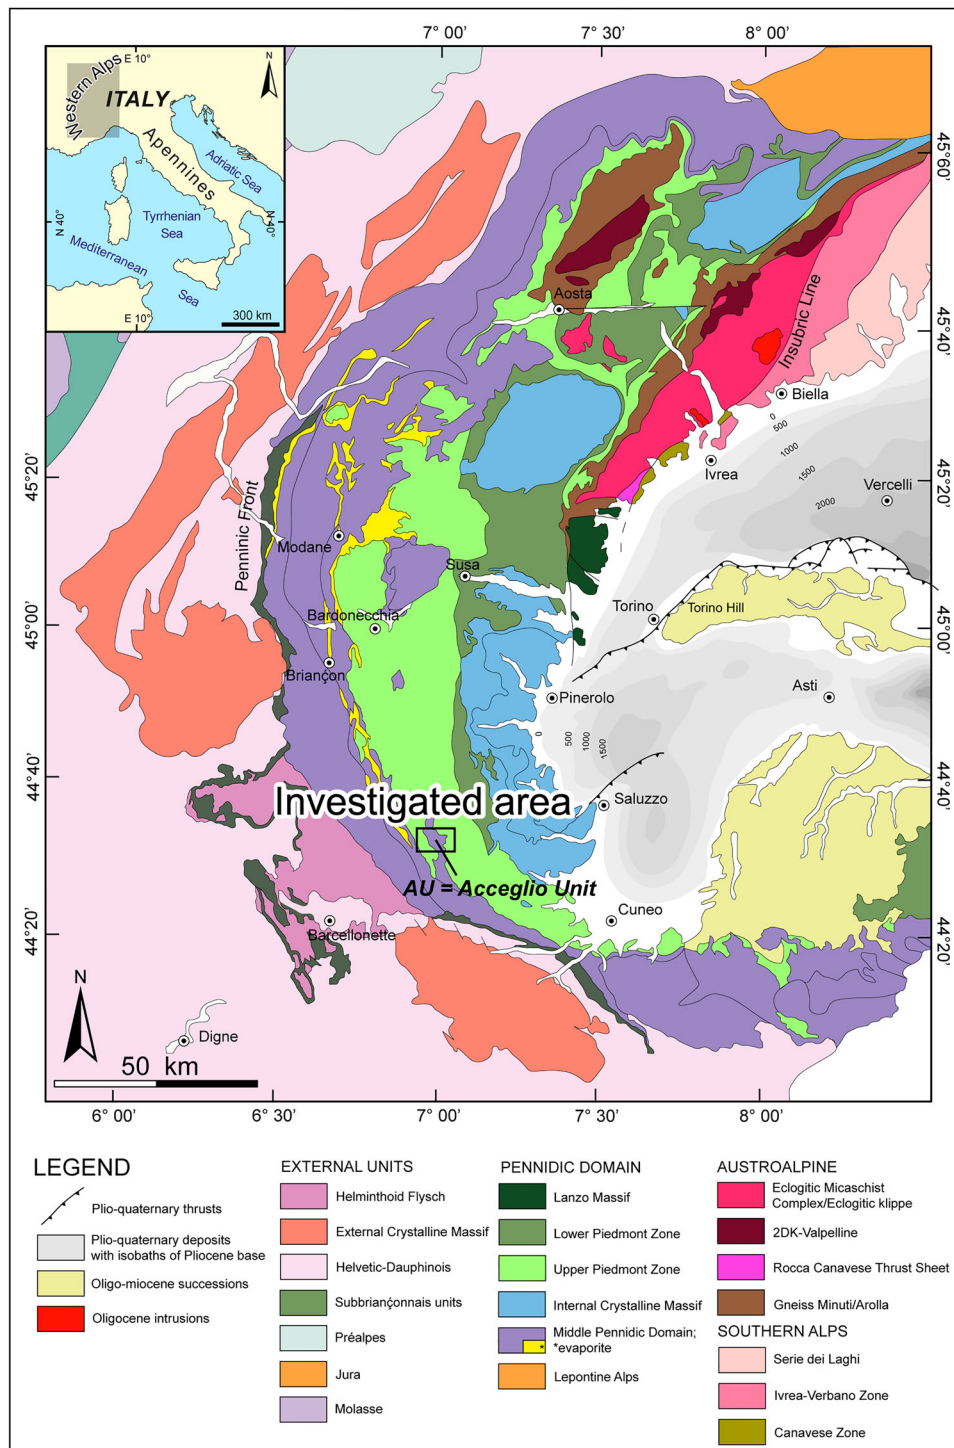 7° 00’
7° 30’
8° 00’
E 10°
N
Western Alps
ITALY
Apennines
Adriatic Sea
N 40°
N 40°
Tyrrhenian
Sea
Mediterranean
Sea
E 10°
300 km
45°60’
45°40’
45°20’
45°00’
44°40’
44°20’
45°20’
45°00’
44°40’
44°20’
Aosta
Insubric Line
Biella
0
500
1000
1500
2000
Ivrea
Vercelli
Penninic Front
Modane
Susa
Bardonecchia
Torino
Torino Hill
Briançon
Pinerolo
Asti
0
500
1000
1500
Investigated area
Saluzzo
AU = Acceglio Unit
Cuneo
Barcellonette
N
Digne
50 km
6° 00’
6° 30’
7° 00’
7° 30’
8° 00’
LEGEND
Plio-quaternary thrusts
Plio-quaternary deposits
with isobaths of Pliocene base
Oligo-miocene successions
Oligocene intrusions
EXTERNAL UNITS
Helminthoid Flysch
External Crystalline Massif
Helvetic-Dauphinois
Subbriançonnais units
Préalpes
Jura
Molasse
PENNIDIC DOMAIN
Lanzo Massif
Lower Piedmont Zone
Upper Piedmont Zone
Internal Crystalline Massif
Middle Pennidic Domain;
*evaporite
*
Lepontine Alps
AUSTROALPINE
Eclogitic Micaschist
Complex/Eclogitic klippe
2DK-Valpelline
Rocca Canavese Thrust Sheet
Gneiss Minuti/Arolla
SOUTHERN ALPS
Serie dei Laghi
Ivrea-Verbano Zone
Canavese Zone